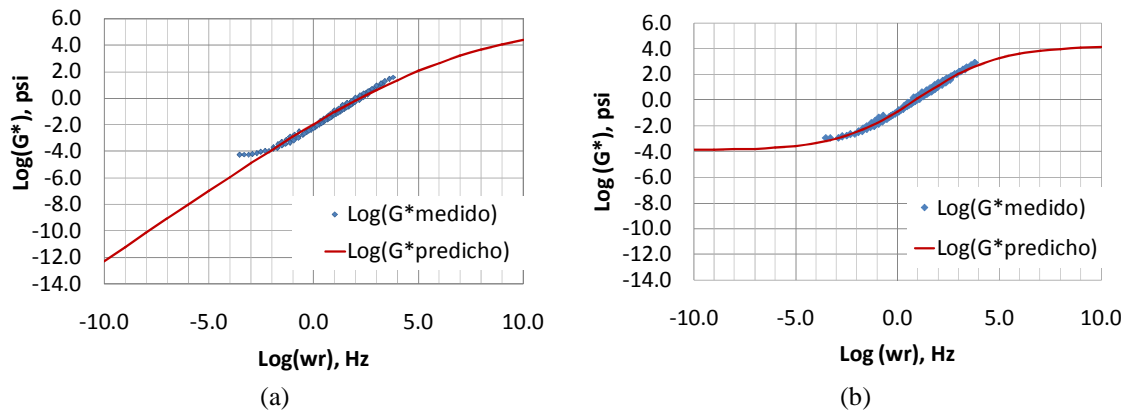 6.0
4.0
2.0
0.0
-2.0
-4.0
-6.0
-8.0
-10.0
-12.0
-14.0
Log(G*), psi
Log(G*medido)
Log(G*predicho)
-10.0 -5.0 0.0 5.0 10.0
Log(wr), Hz
(a)
6.0
4.0
2.0
0.0
-2.0
-4.0
-6.0
-8.0
-10.0
-12.0
-14.0
Log (G*), psi
Log(G*medido)
Log(G*predicho)
-10.0 -5.0 0.0 5.0 10.0
Log (wr), Hz
(b)